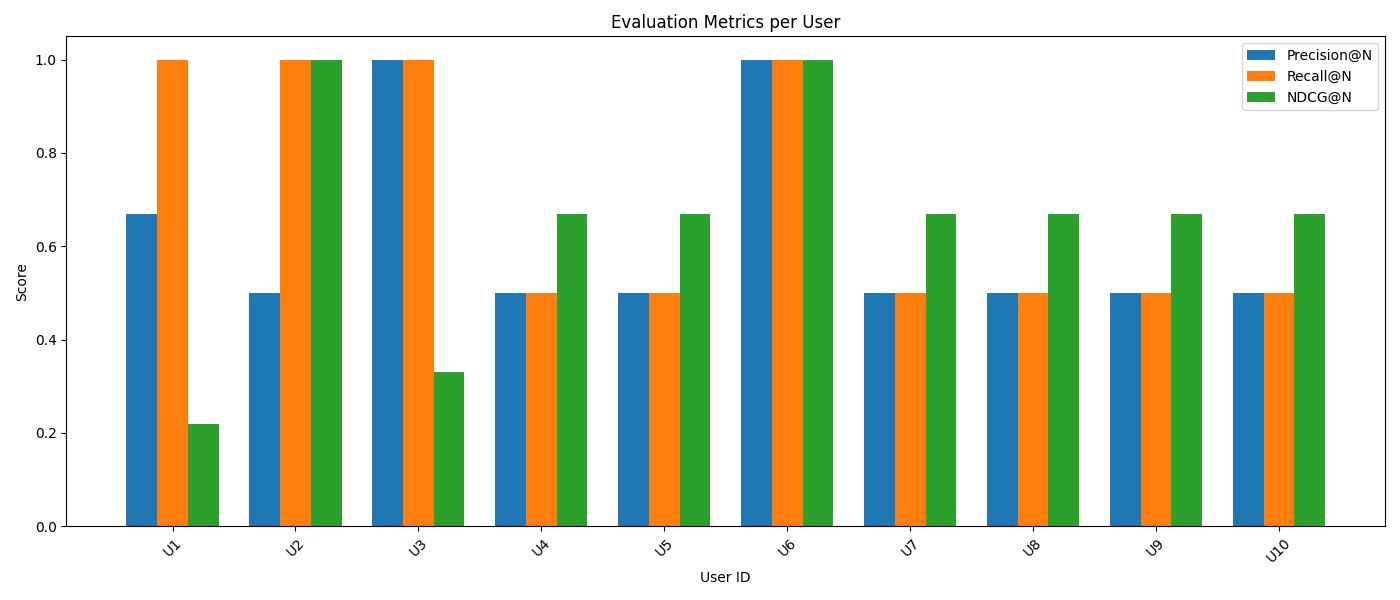 Evaluation Metrics per User
Precision@N
Recall@N
NDCG@N
Score
1.0
0.8
0.6
0.4
0.2
0.0
U1 U2 U3 U4 U5 U6 U7 U8 U9 U10
User ID